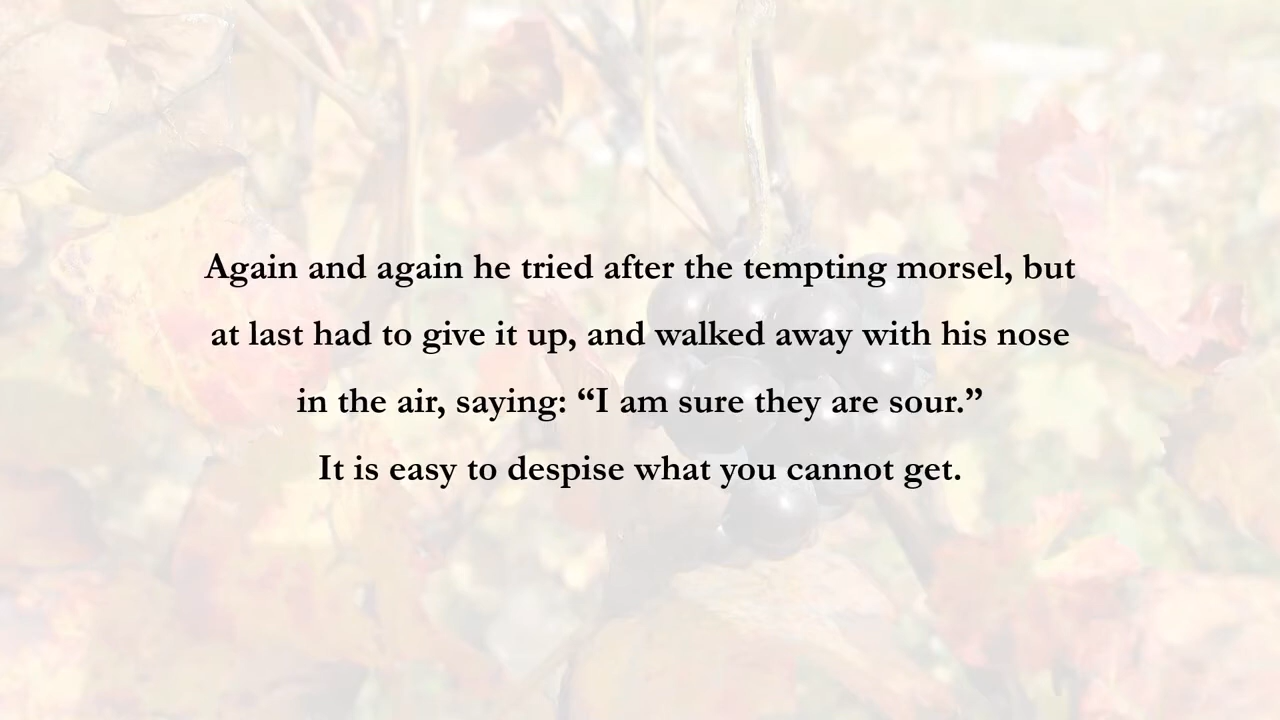 Again and again he tried after the tempting morsel, but
at last had to give it up, and walked away with his nose
in the air, saying: “I am sure they are sour.”
It is easy to despise what you cannot get.